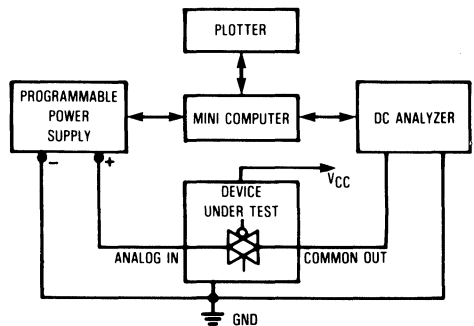 PLOTTER
PROGRAMMABLE
POWER
SUPPLY
MINI COMPUTER
DC ANALYZER
- +
DEVICE
UNDER TEST
VCC
ANALOG IN
COMMON OUT
GND